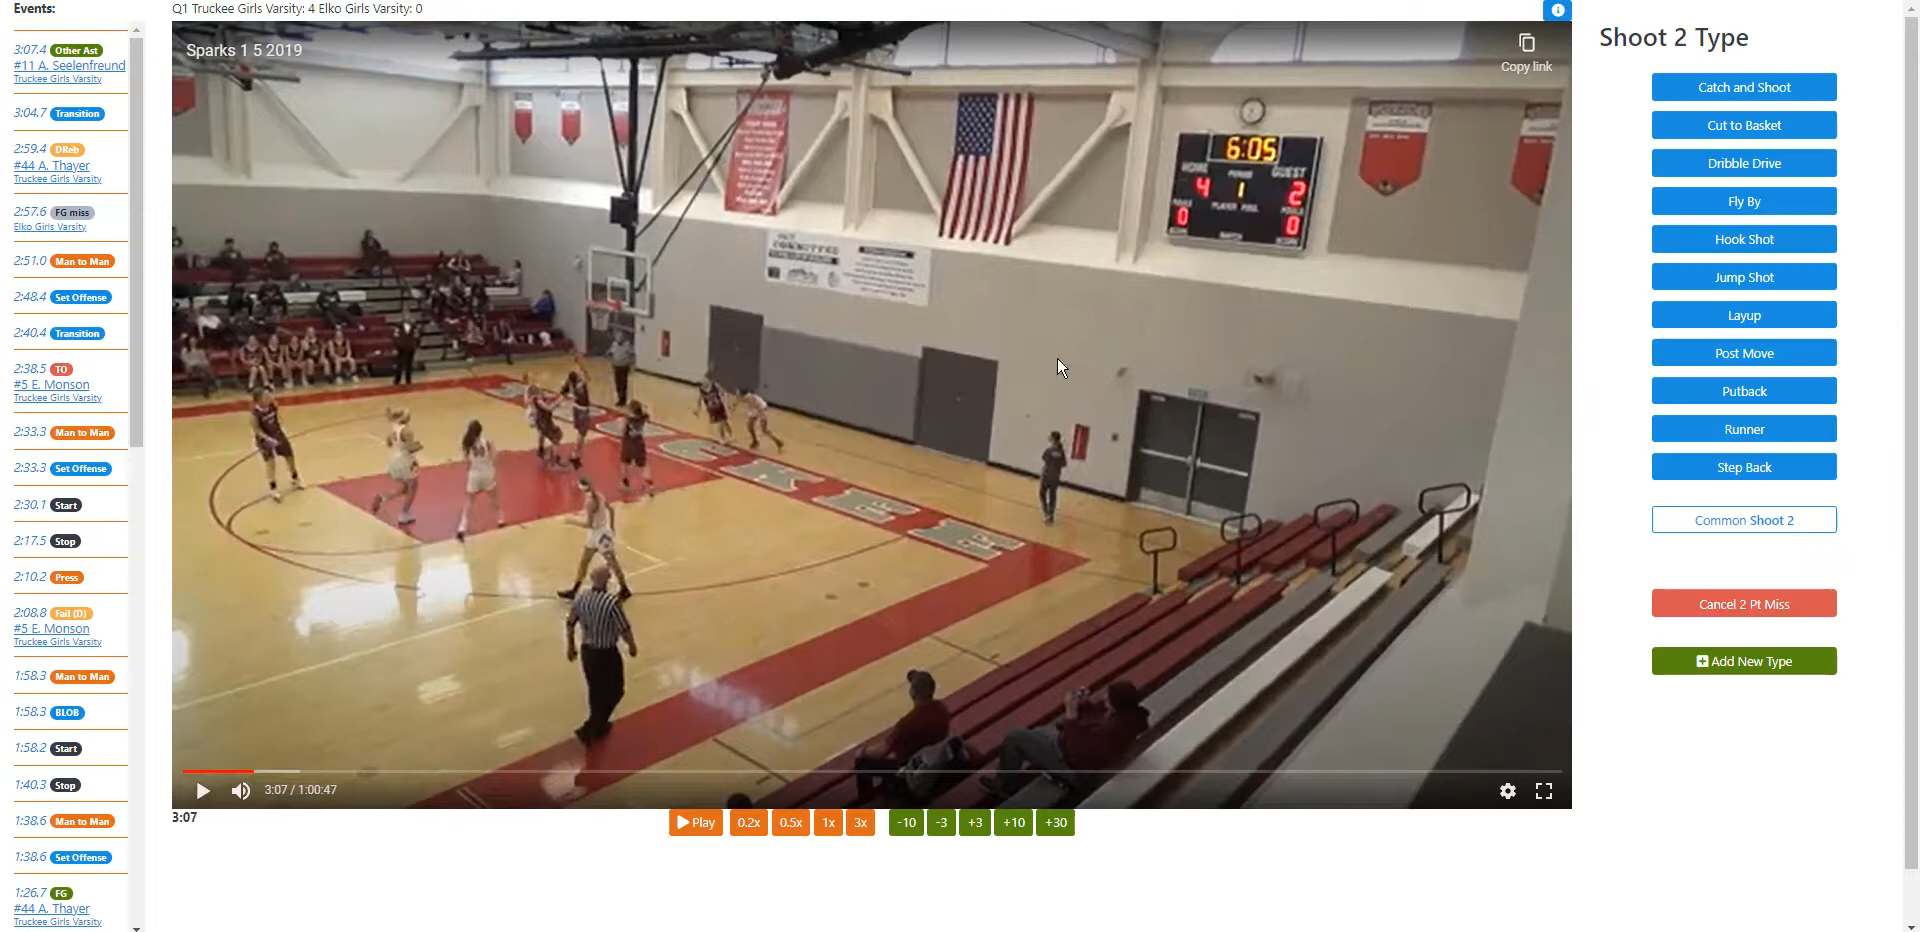 Events:
3:07.4 Other Ast
#11 A. Seelenfreund
Truckee Girls Varsity
3:04.7 Transition
2:59.4 DReb
#44 A. Thayer
Truckee Girls Varsity
2:57.6 FG miss
Elko Girls Varsity
2:51.0 Man to Man
2:48.4 Set Offense
2:40.4 Transition
2:38.5 TO
#5 E. Monson
Truckee Girls Varsity
2:33.3 Man to Man
2:33.3 Set Offense
2:30.1 Start
2:17.5 Stop
2:10.2 Press
2:08.8 Fail (D)
#5 E. Monson
Truckee Girls Varsity
1:58.3 Man to Man
1:58.3 BLOB
1:58.2 Start
1:40.3 Stop
1:38.6 Man to Man
1:38.6 Set Offense
1:26.7 FG
#44 A. Thayer
Truckee Girls Varsity
Q1 Truckee Girls Varsity: 4 Elko Girls Varsity: 0
Sparks 1 5 2019
Copy link
6:05
HOME PERIOD GUEST
4 1 2
0 0
3:07 / 1:00:47
3:07
Play 0.2x 0.5x 1x 3x -10 -3 +3 +10 +30
Shoot 2 Type
Catch and Shoot
Cut to Basket
Dribble Drive
Fly By
Hook Shot
Jump Shot
Layup
Post Move
Putback
Runner
Step Back
Common Shoot 2
Cancel 2 Pt Miss
Add New Type